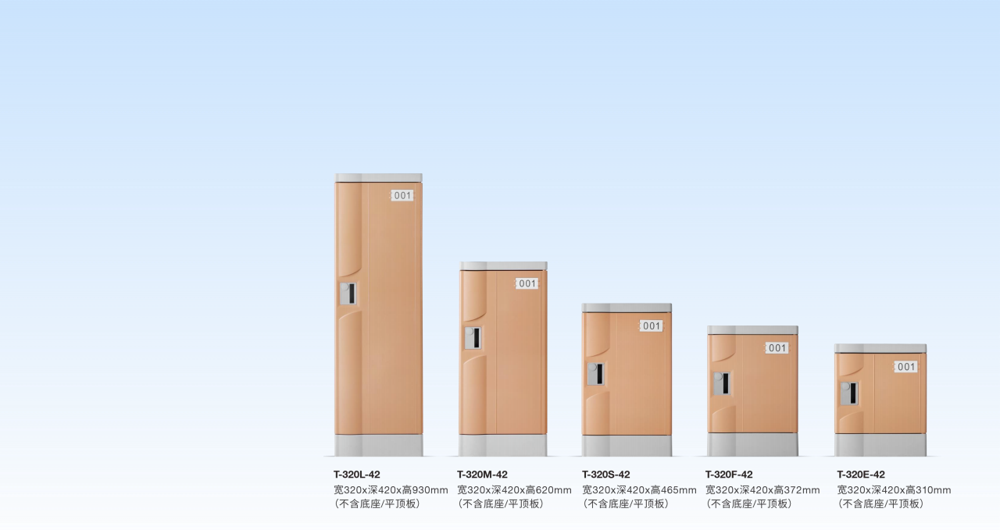 001
001
001
001
001
T-320L-42
宽320x深420x高930mm
（不含底座/平顶板）
T-320M-42
宽320x深420x高620mm
（不含底座/平顶板）
T-320S-42
宽320x深420x高465mm
（不含底座/平顶板）
T-320F-42
宽320x深420x高372mm
（不含底座/平顶板）
T-320E-42
宽320x深420x高310mm
（不含底座/平顶板）